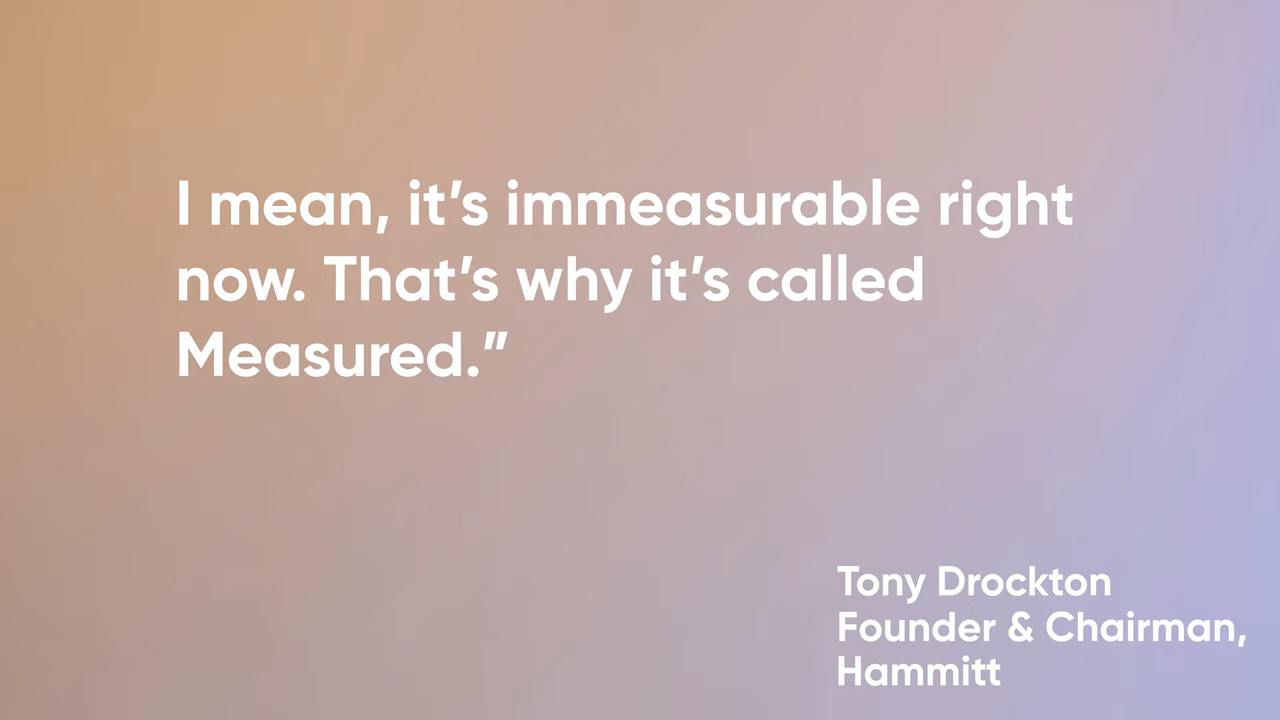 I mean, it’s immeasurable right
now. That’s why it’s called
Measured.”
Tony Drockton
Founder & Chairman,
Hammitt